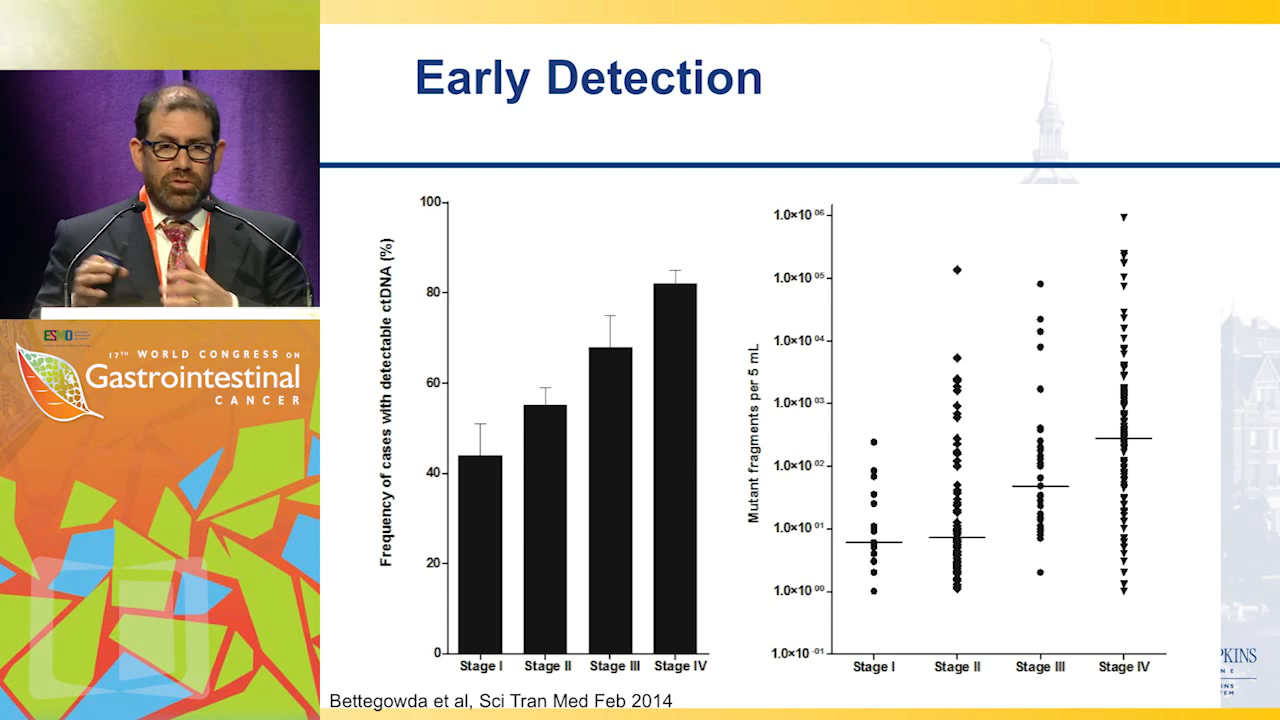 Early Detection
ESMO
17TH WORLD CONGRESS ON
Gastrointestinal
CANCER
Frequency of cases with detectable ctDNA (%)
100
80
60
40
20
0
Stage I
Stage II
Stage III
Stage IV
Mutant fragments per 5 mL
1.0×10 06
1.0×10 05
1.0×10 04
1.0×10 03
1.0×10 02
1.0×10 01
1.0×10 00
1.0×10 -01
Stage I
Stage II
Stage III
Stage IV
Bettegowda et al, Sci Tran Med Feb 2014